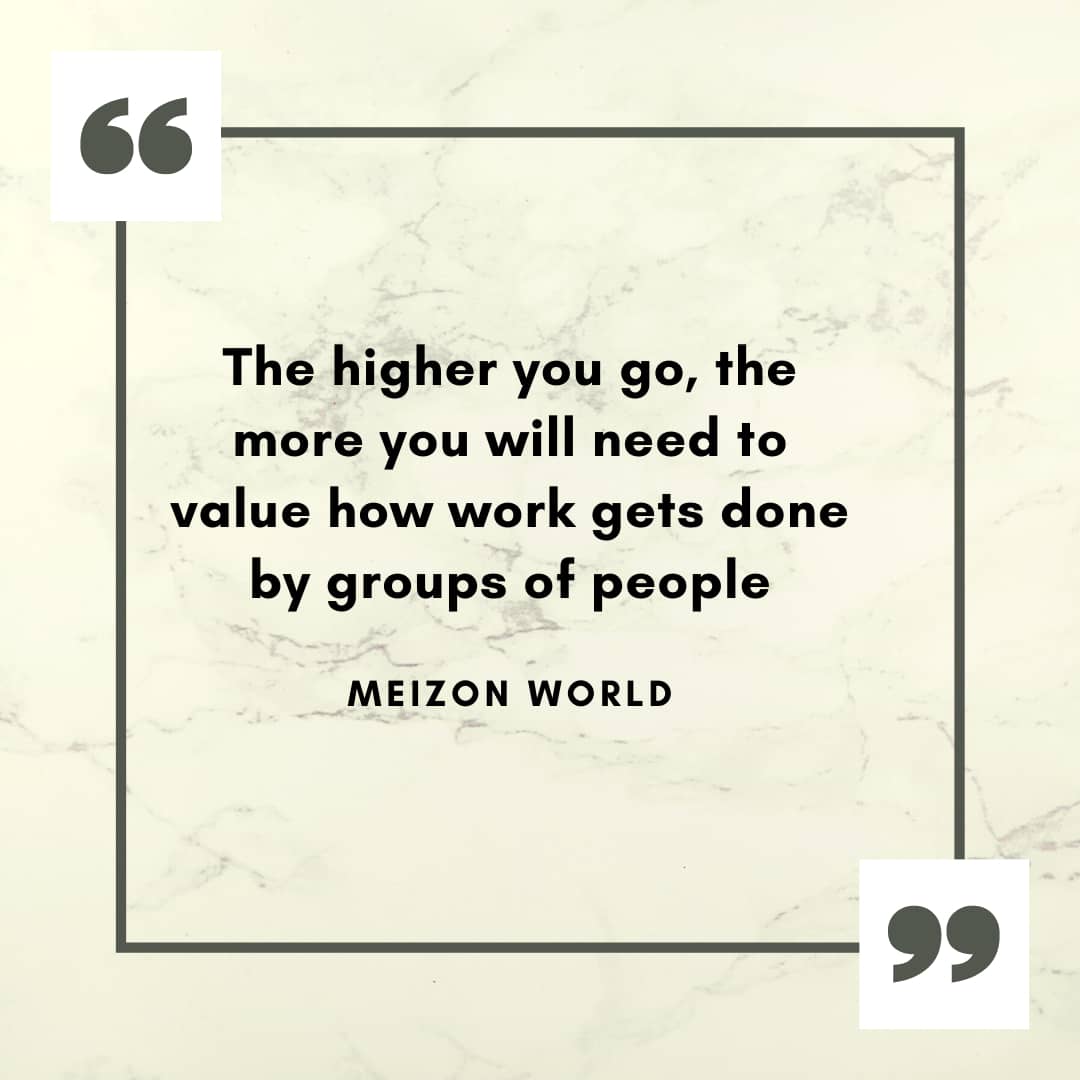 “
The higher you go, the
more you will need to
value how work gets done
by groups of people
MEIZON WORLD
”